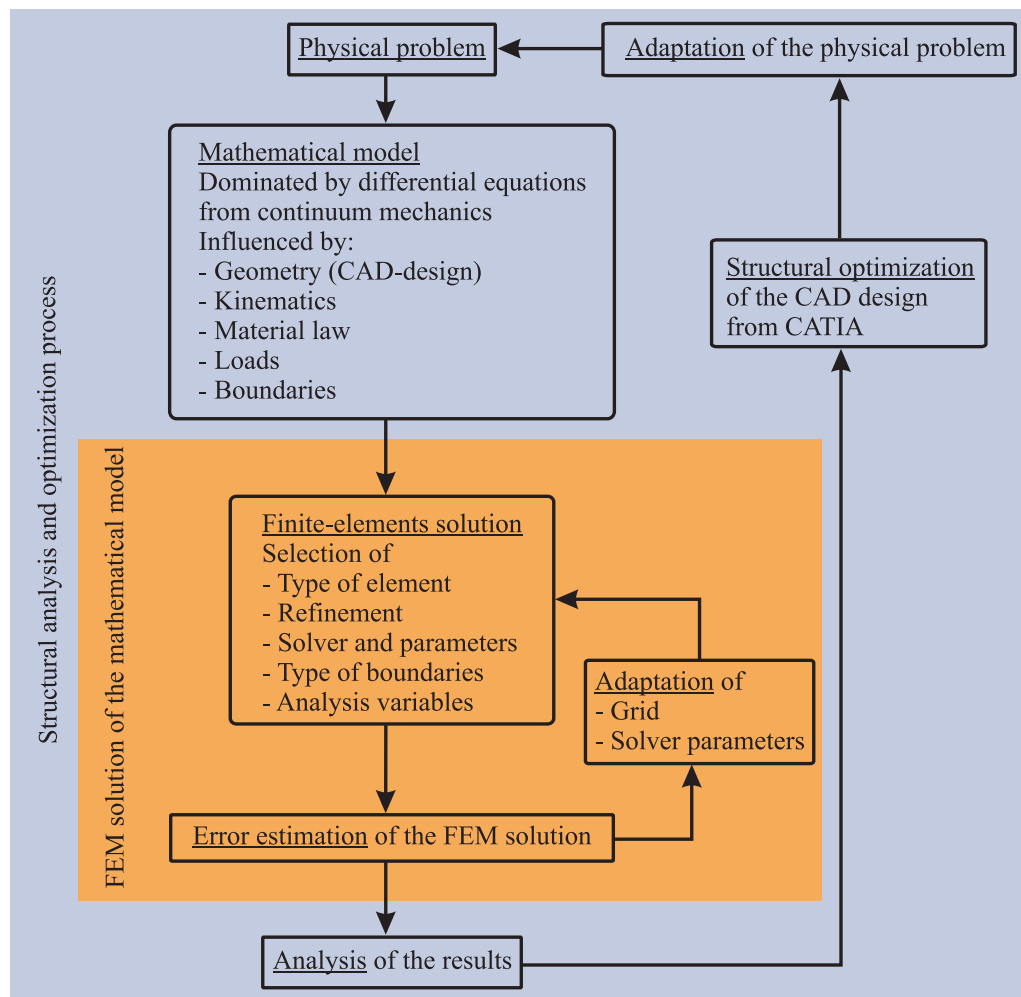 Physical problem
Adaptation of the physical problem
Mathematical model
Dominated by differential equations
from continuum mechanics
Influenced by:
- Geometry (CAD-design)
- Kinematics
- Material law
- Loads
- Boundaries
Structural optimization
of the CAD design
from CATIA
Structural analysis and optimization process
FEM solution of the mathematical model
Finite-elements solution
Selection of
- Type of element
- Refinement
- Solver and parameters
- Type of boundaries
- Analysis variables
Adaptation of
- Grid
- Solver parameters
Error estimation of the FEM solution
Analysis of the results